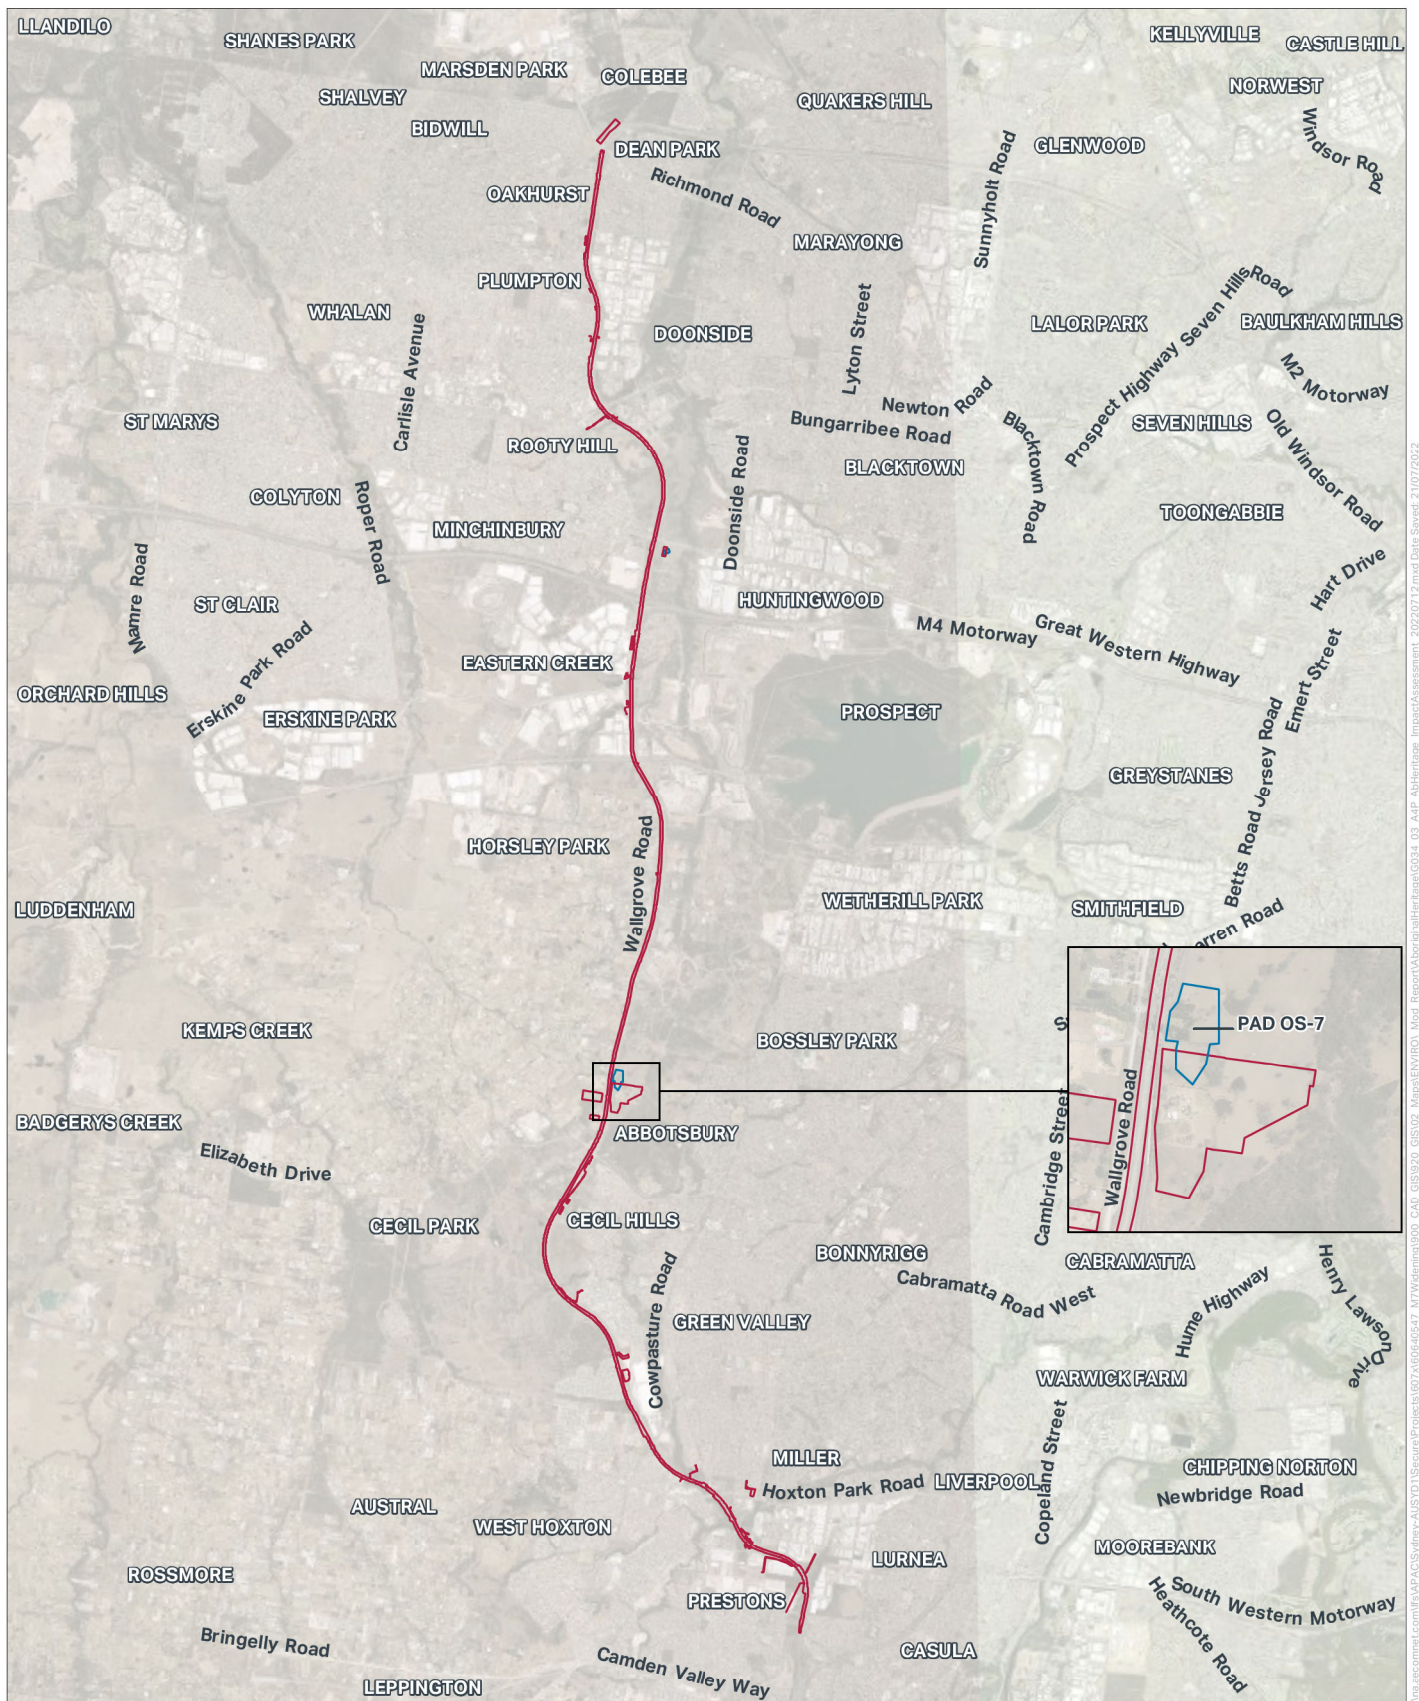 LLANDILO
SHANES PARK
KELLYVILLE
CASTLE HILL
MARSDEN PARK
COLEBEE
NORWEST
SHALVEY
QUAKERS HILL
BIDWILL
Windsor Road
DEAN PARK
GLENWOOD
OAKHURST
Richmond Road
Sunnyholt Road
MARAYONG
PLUMPTON
WHALAN
Carlisle Avenue
DOONSIDE
Lyton Street
LALOR PARK
Seven Hills Road
BAULKHAM HILLS
Prospect Highway
M2 Motorway
ST MARYS
Newton Road
Bungarribee Road
SEVEN HILLS
Old Windsor Road
ROOTY HILL
Blacktown Road
BLACKTOWN
COLYTON
Roper Road
Doonside Road
TOONGABBIE
MINCHINBURY
Mamre Road
Hart Drive
ST CLAIR
HUNTINGWOOD
M4 Motorway
Great Western Highway
Erskine Park Road
EASTERN CREEK
Emert Street
ORCHARD HILLS
ERSKINE PARK
PROSPECT
Jersey Road
GREYSTANES
HORSLEY PARK
Wallgrove Road
Betts Road
LUDDENHAM
WETHERILL PARK
SMITHFIELD
arren Road
KEMPS CREEK
BOSSLEY PARK
PAD OS-7
Wallgrove Road
BADGERYS CREEK
ABBOTSBURY
Cambridge Street
Elizabeth Drive
CECIL PARK
CECIL HILLS
BONNYRIGG
CABRAMATTA
Cabramatta Road West
Hume Highway
Henry Lawson Drive
Cowpasture Road
GREEN VALLEY
WARWICK FARM
Copeland Street
MILLER
Hoxton Park Road
LIVERPOOL
CHIPPING NORTON
Newbridge Road
AUSTRAL
WEST HOXTON
MOOREBANK
LURNEA
ROSSMORE
PRESTONS
South Western Motorway
Heathcote Road
Bringelly Road
CASULA
Camden Valley Way
LEPPINGTON
Date Saved: 21/07/2022